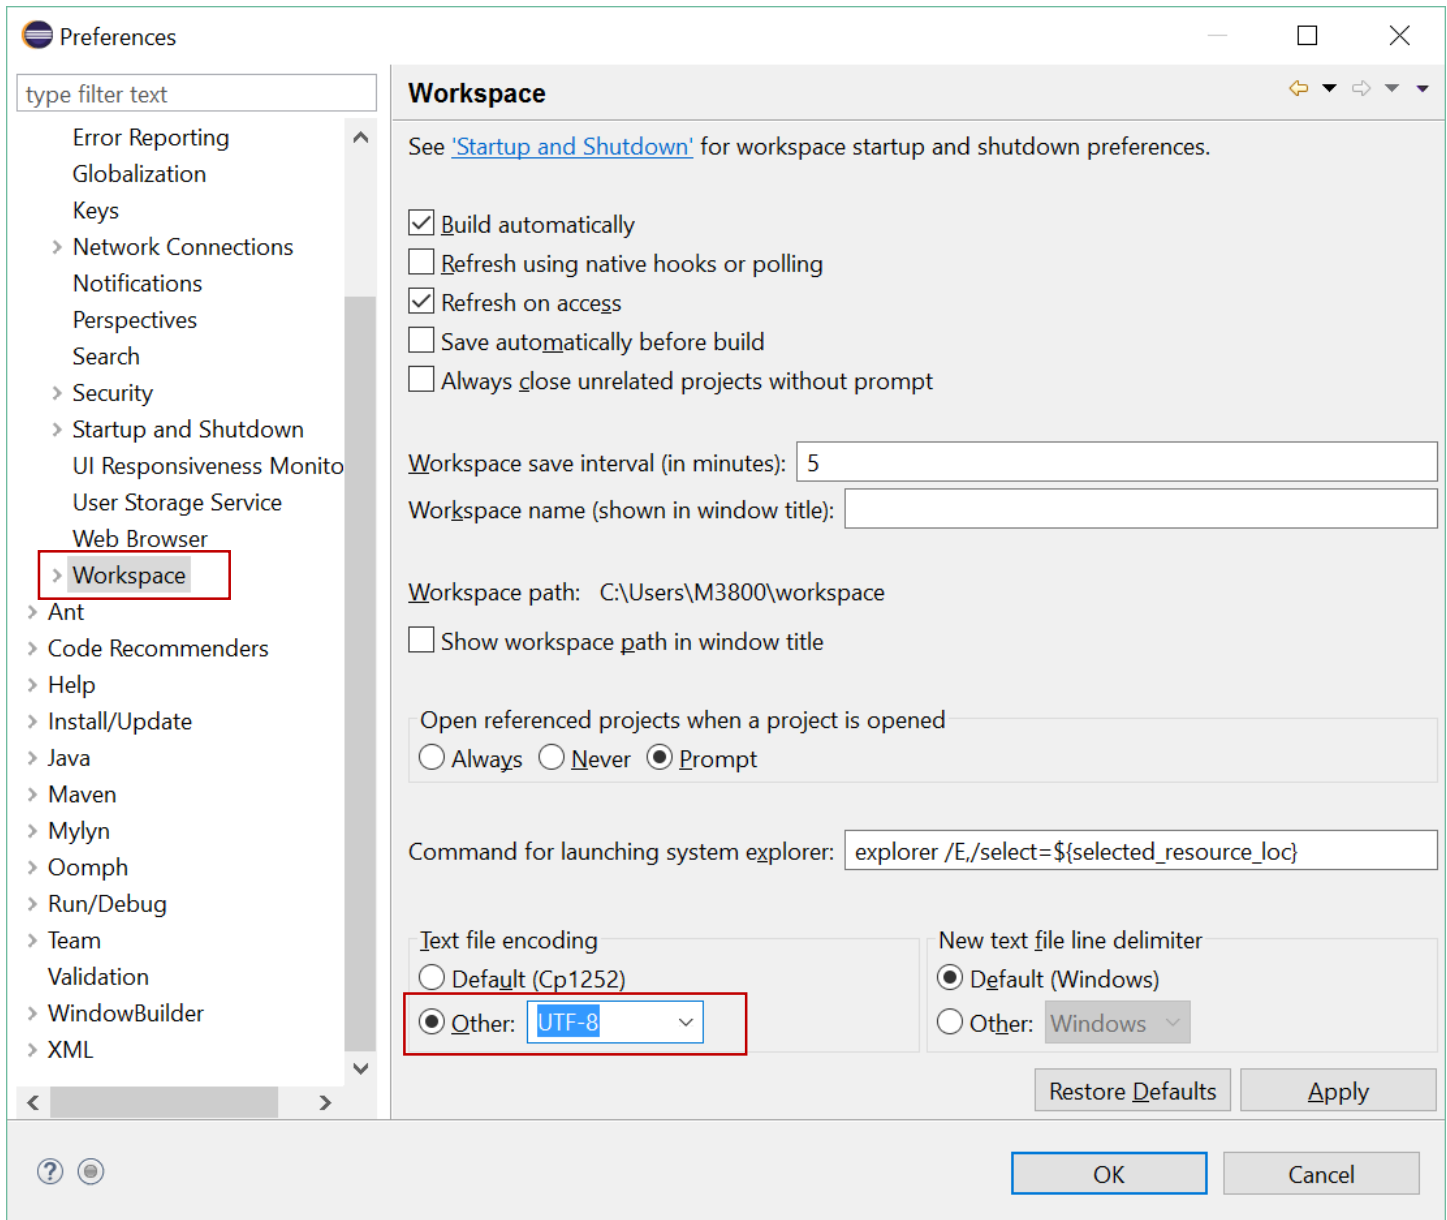 Preferences
type filter text
Error Reporting
Globalization
Keys
Network Connections
Notifications
Perspectives
Search
Security
Startup and Shutdown
UI Responsiveness Monito
User Storage Service
Web Browser
Workspace
Ant
Code Recommenders
Help
Install/Update
Java
Maven
Mylyn
Oomph
Run/Debug
Team
Validation
WindowBuilder
XML
Workspace
See 'Startup and Shutdown' for workspace startup and shutdown preferences.
Build automatically
Refresh using native hooks or polling
Refresh on access
Save automatically before build
Always close unrelated projects without prompt
Workspace save interval (in minutes): 5
Workspace name (shown in window title):
Workspace path: C:\Users\M3800\workspace
Show workspace path in window title
Open referenced projects when a project is opened
Always Never Prompt
Command for launching system explorer: explorer /E,/select=${selected_resource_loc}
Text file encoding
Default (Cp1252)
Other: UTF-8
New text file line delimiter
Default (Windows)
Other: Windows
Restore Defaults Apply
? OK Cancel